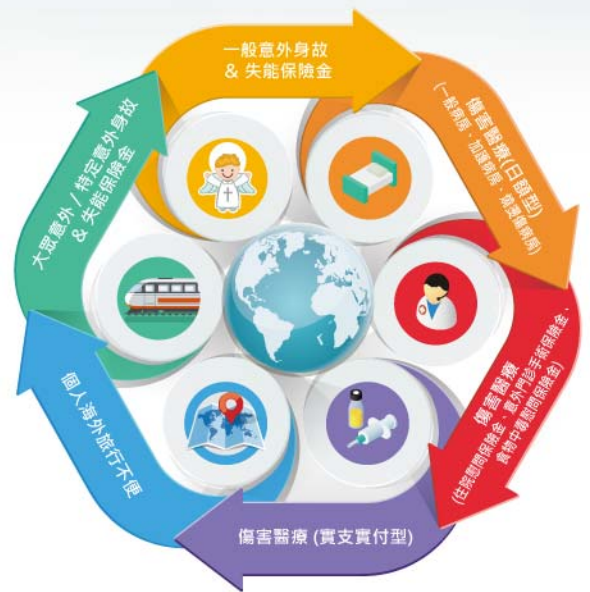 一般意外身故
& 失能保險金
傷害醫療(日額型)
(一般病房、加護病房、燒燙傷病房)
傷害醫療
(住院慰問保險金、意外門診手術保險金、
食物中毒慰問保險金)
傷害醫療 (實支實付型)
個人海外旅行不便
大眾意外 / 特定意外身故
& 失能保險金